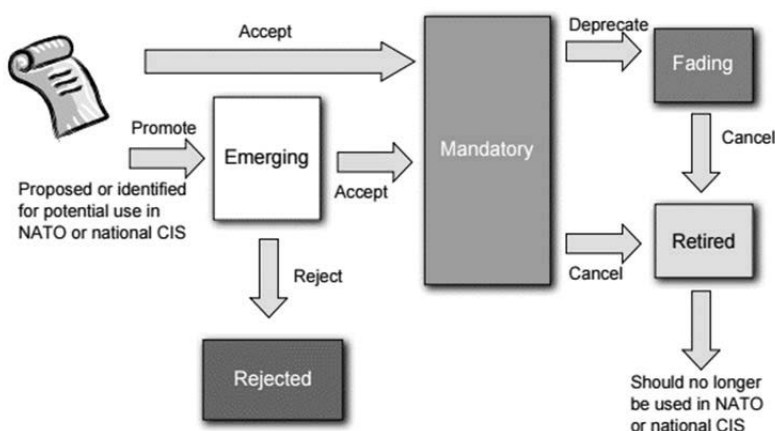 Accept
Deprecate
Fading
Promote
Emerging
Mandatory
Cancel
Accept
Proposed or identified
for potential use in
NATO or national CIS
Retired
Reject
Cancel
Rejected
Should no longer
be used in NATO
or national CIS